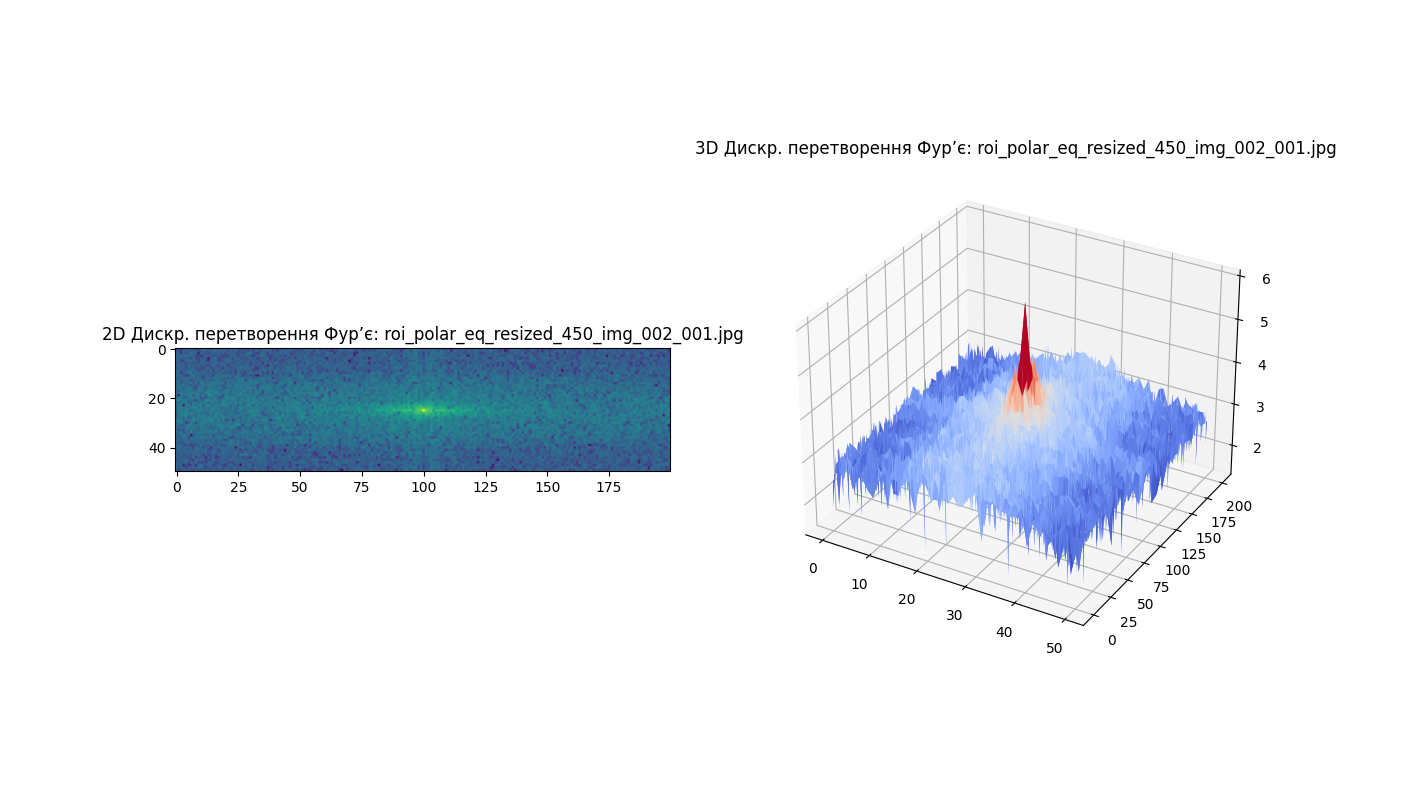 3D Дискр. перетворення Фур’є: roi_polar_eq_resized_450_img_002_001.jpg
2D Дискр. перетворення Фур’є: roi_polar_eq_resized_450_img_002_001.jpg
0
20
40
0 25 50 75 100 125 150 175
6
5
4
3
2
0 10 20 30 40 50
0 25 50 75 100 125 150 175 200